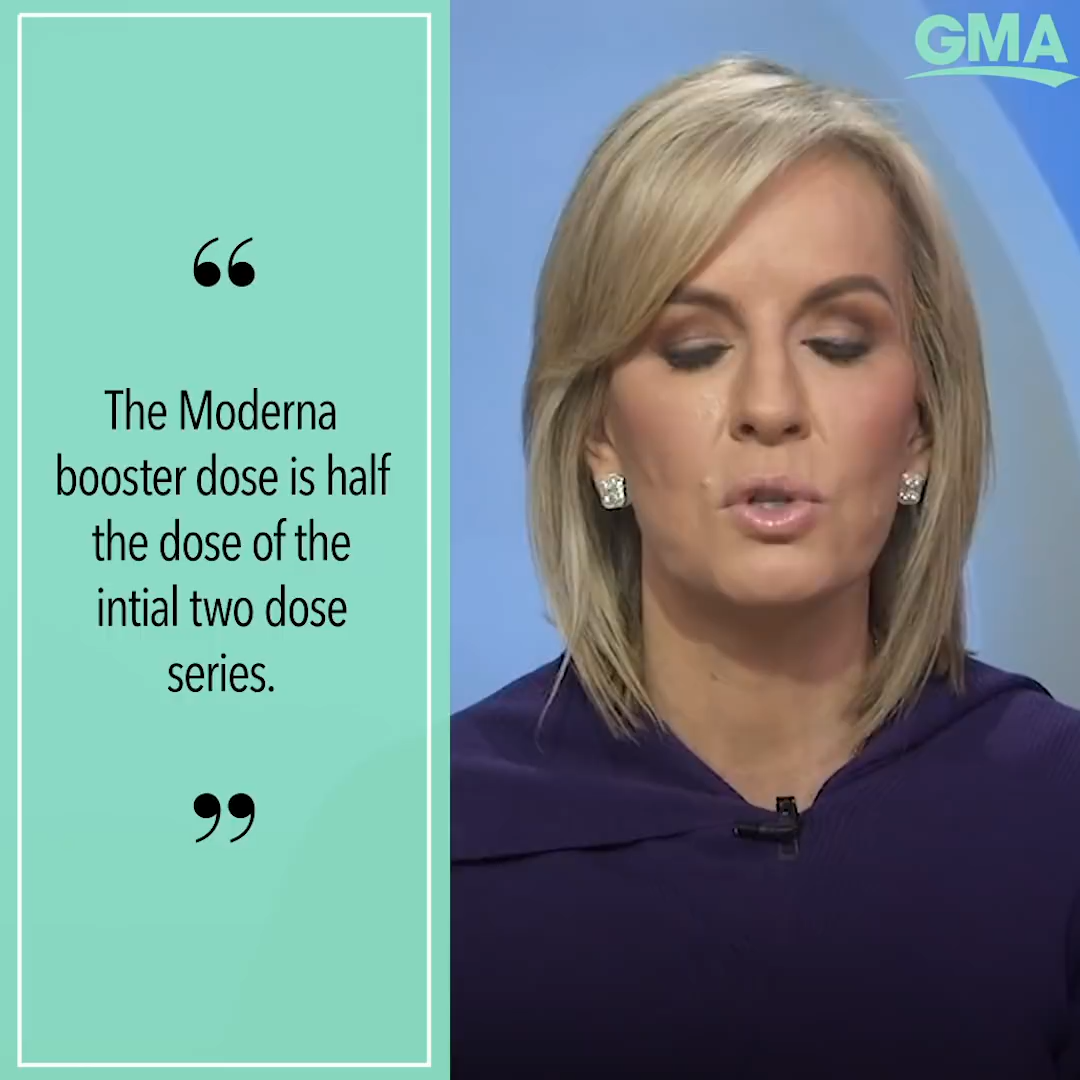 GMA
“
The Moderna
booster dose is half
the dose of the
intial two dose
series.
”